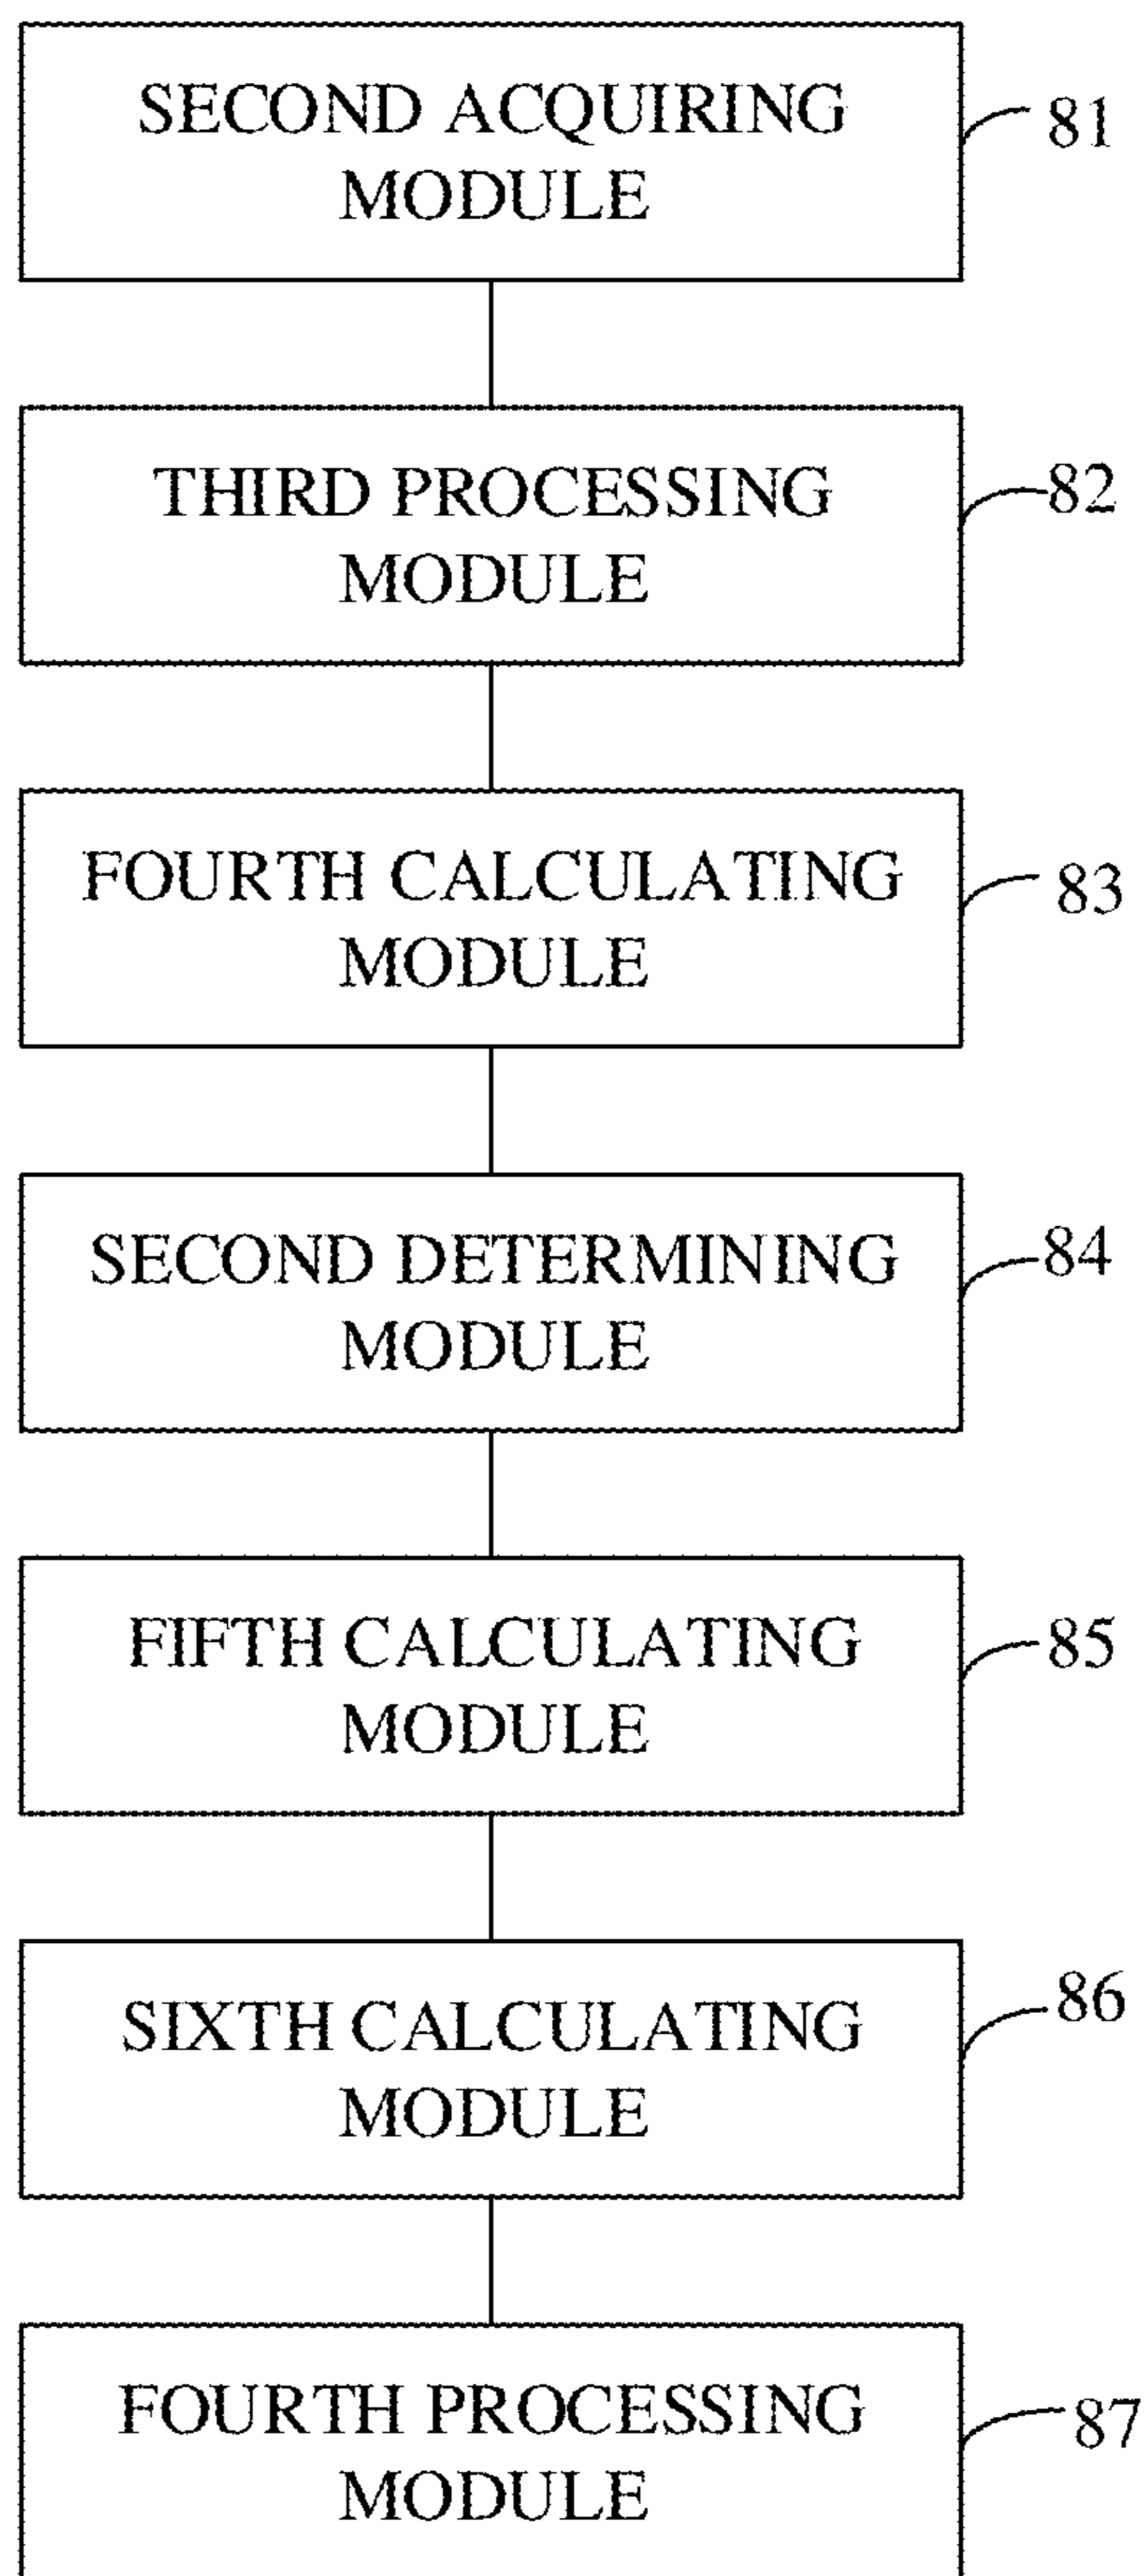 SECOND ACQUIRING
MODULE
81
THIRD PROCESSING
MODULE
82
FOURTH CALCULATING
MODULE
83
SECOND DETERMINING
MODULE
84
FIFTH CALCULATING
MODULE
85
SIXTH CALCULATING
MODULE
86
FOURTH PROCESSING
MODULE
87